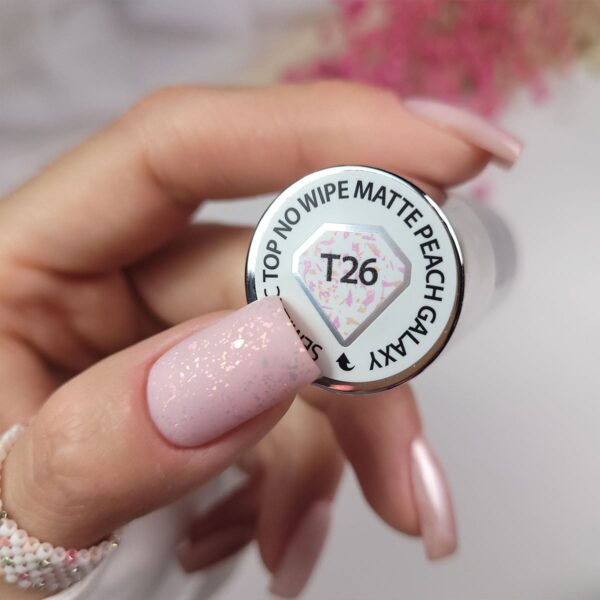 TOP NO WIPE MATTE PEACH GALAXY
T26